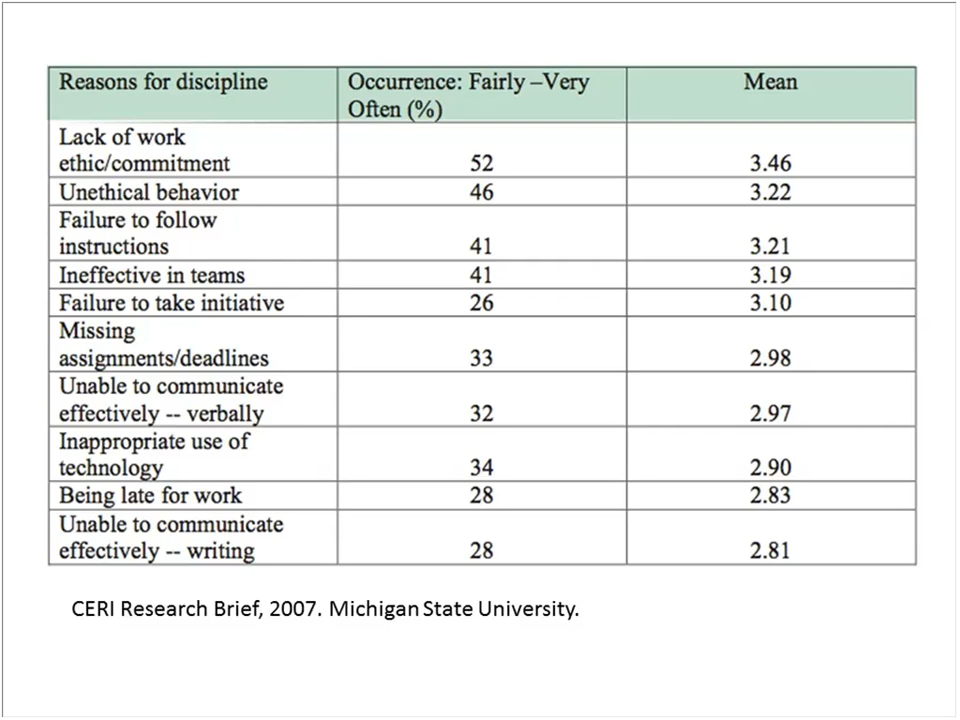 Reasons for discipline
Occurrence: Fairly –Very
Often (%)
Mean
Lack of work
ethic/commitment
52
3.46
Unethical behavior
46
3.22
Failure to follow
instructions
41
3.21
Ineffective in teams
41
3.19
Failure to take initiative
26
3.10
Missing
assignments/deadlines
33
2.98
Unable to communicate
effectively -- verbally
32
2.97
Inappropriate use of
technology
34
2.90
Being late for work
28
2.83
Unable to communicate
effectively -- writing
28
2.81
CERI Research Brief, 2007. Michigan State University.